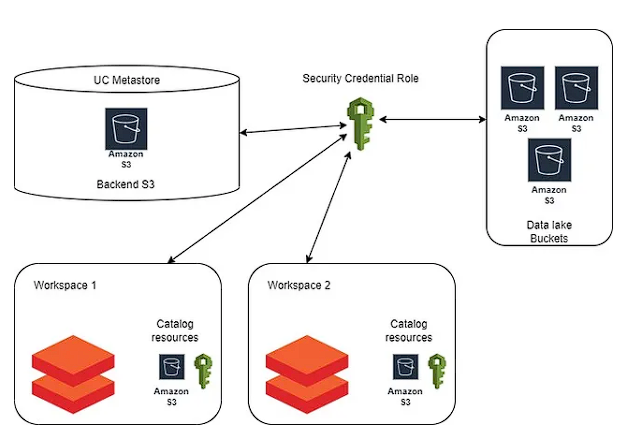 UC Metastore
Amazon
S3
Backend S3
Security Credential Role
Amazon
S3
Amazon
S3
Amazon
S3
Data lake
Buckets
Workspace 1
Catalog
resources
Amazon
S3
Workspace 2
Catalog
resources
Amazon
S3